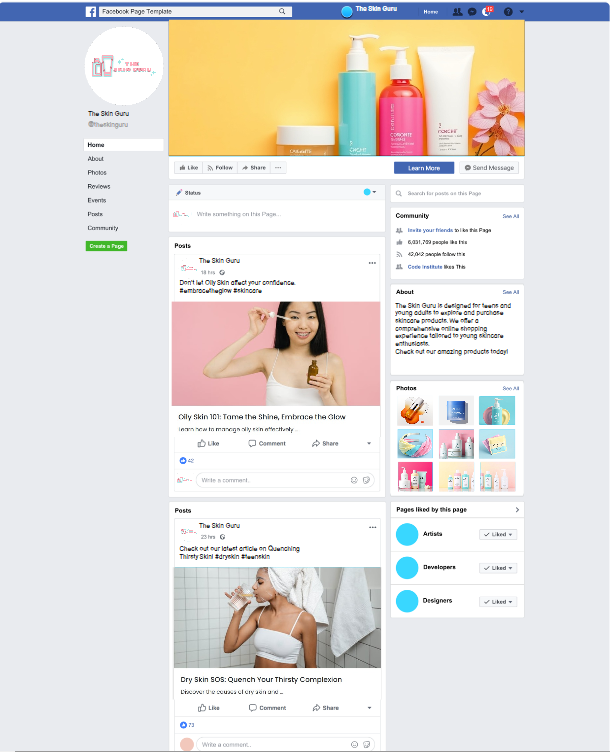 Facebook Page Template
The Skin Guru
Home
10
THE
SKIN GURU
The Skin Guru
@theskinguru
Home
About
Photos
Reviews
Events
Posts
Community
Create a Page
Like
Follow
Share
Learn More
Send Message
Status
Write something on this Page...
Posts
The Skin Guru
18 hrs
Don't let Oily Skin affect your confidence.
#embracetheglow #skincare
Oily Skin 101: Tame the Shine, Embrace the Glow
Learn how to manage oily skin effectively...
Like
Comment
Share
42
Write a comment...
Posts
The Skin Guru
23 hrs
Check out our latest article on Quenching
Thirsty Skin! #dryskin #teenskin
Dry Skin SOS: Quench Your Thirsty Complexion
Discover the causes of dry skin and ...
Like
Comment
Share
73
Write a comment...
Search for posts on this Page
Community
See All
Invite your friends to like this Page
6,031,769 people like this
42,042 people follow this
Code Institute likes This
About
See All
The Skin Guru is designed for teens and
young adults to explore and purchase
skincare products. We offer a
comprehensive online shopping
experience tailored to young skincare
enthusiasts.
Check out our amazing products today!
Photos
See All
Pages liked by this page
Artists
Liked
Developers
Liked
Designers
Liked